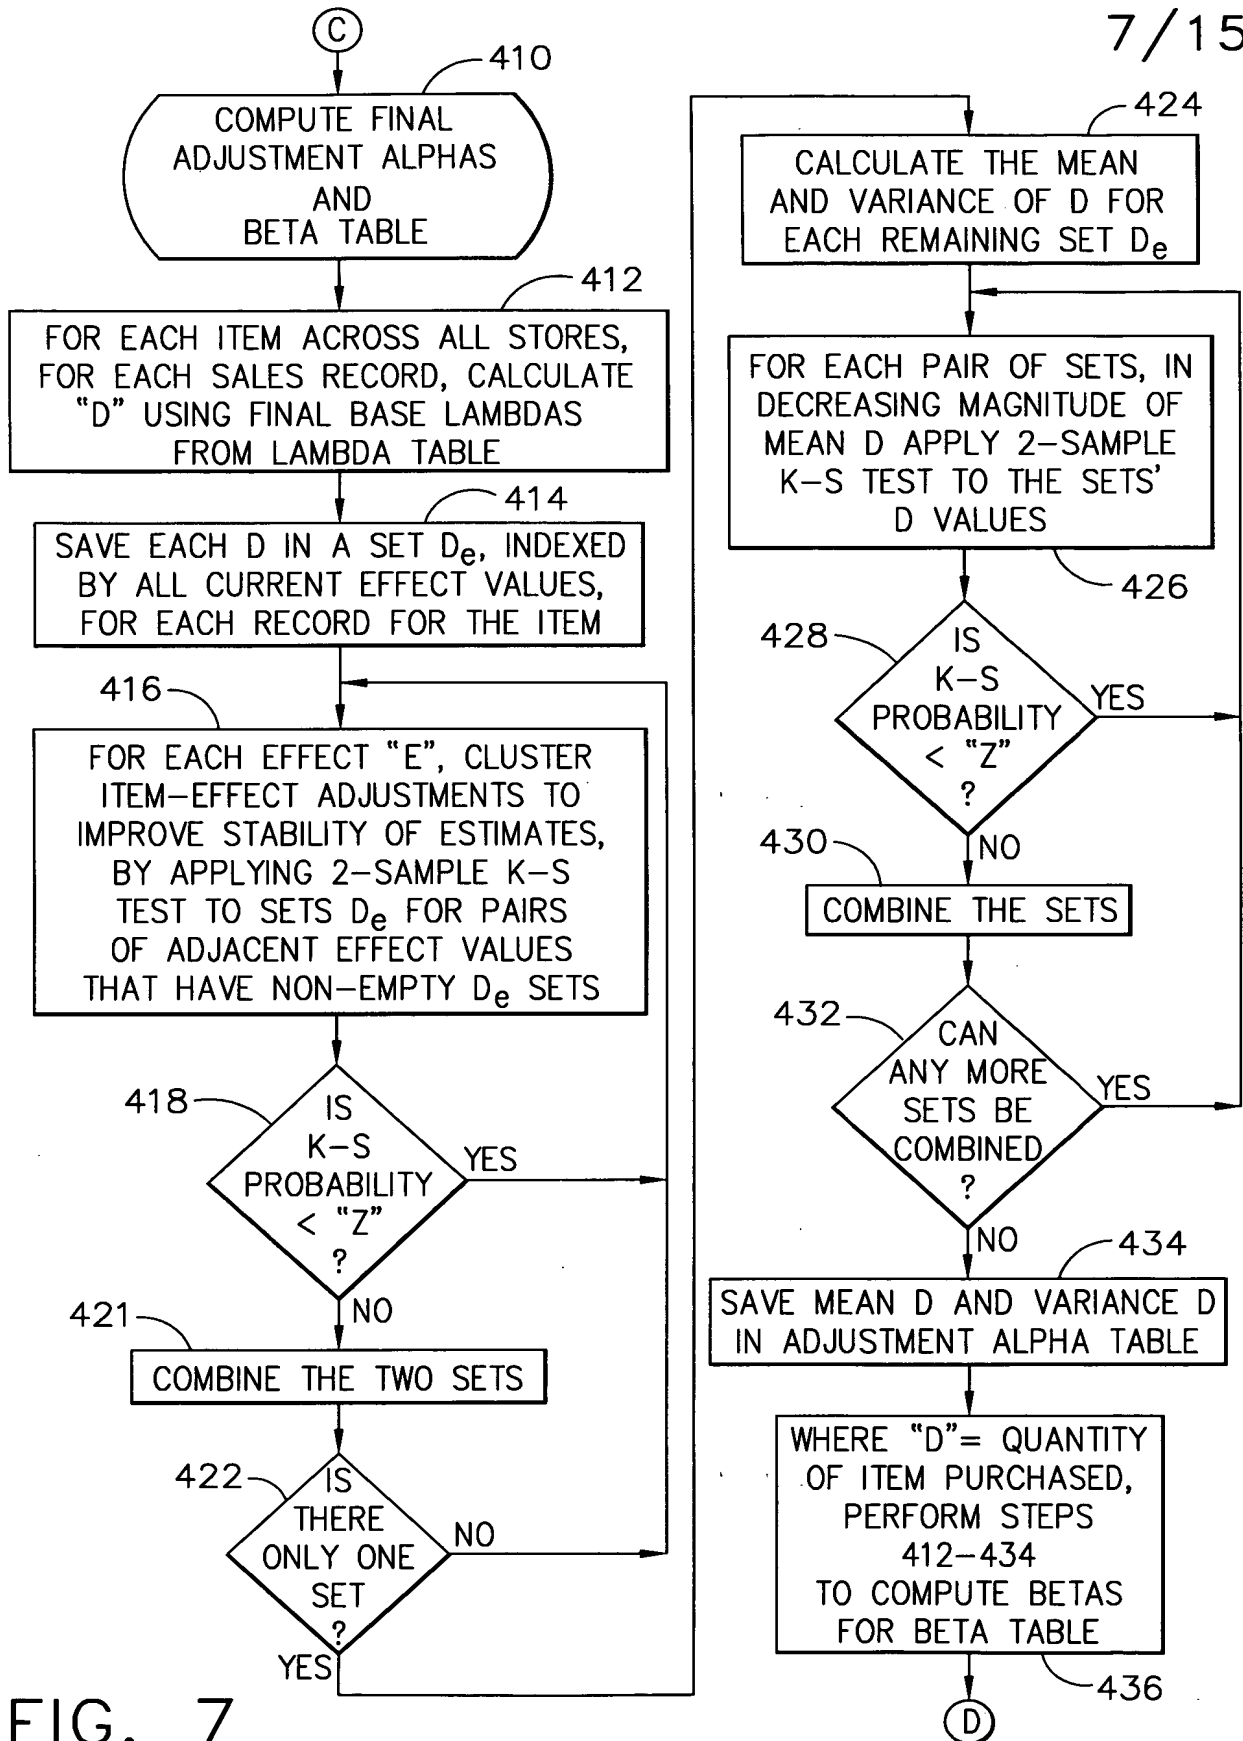 7/15
C
410
COMPUTE FINAL
ADJUSTMENT ALPHAS
AND
BETA TABLE
412
FOR EACH ITEM ACROSS ALL STORES,
FOR EACH SALES RECORD, CALCULATE
“D” USING FINAL BASE LAMBDAS
FROM LAMBDA TABLE
414
SAVE EACH D IN A SET De, INDEXED
BY ALL CURRENT EFFECT VALUES,
FOR EACH RECORD FOR THE ITEM
416
FOR EACH EFFECT “E”, CLUSTER
ITEM–EFFECT ADJUSTMENTS TO
IMPROVE STABILITY OF ESTIMATES,
BY APPLYING 2–SAMPLE K–S
TEST TO SETS De FOR PAIRS
OF ADJACENT EFFECT VALUES
THAT HAVE NON–EMPTY De SETS
418
IS
K–S
PROBABILITY
< “Z”
?
YES
NO
421
COMBINE THE TWO SETS
422
IS
THERE
ONLY ONE
SET
?
NO
YES
424
CALCULATE THE MEAN
AND VARIANCE OF D FOR
EACH REMAINING SET De
FOR EACH PAIR OF SETS, IN
DECREASING MAGNITUDE OF
MEAN D APPLY 2–SAMPLE
K–S TEST TO THE SETS’
D VALUES
426
428
IS
K–S
PROBABILITY
< “Z”
?
YES
NO
430
COMBINE THE SETS
432
CAN
ANY MORE
SETS BE
COMBINED
?
YES
NO
434
SAVE MEAN D AND VARIANCE D
IN ADJUSTMENT ALPHA TABLE
WHERE “D”= QUANTITY
OF ITEM PURCHASED,
PERFORM STEPS
412–434
TO COMPUTE BETAS
FOR BETA TABLE
436
D
FIG. 7